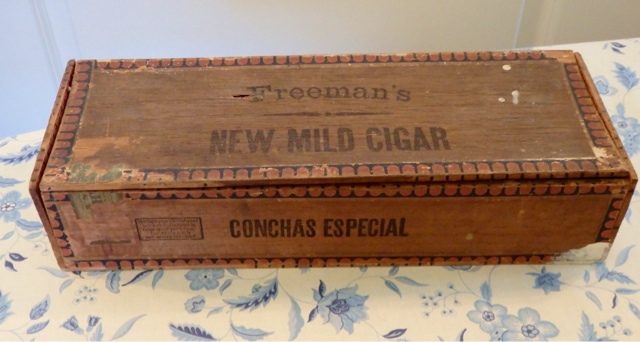 Freeman's
NEW MILD CIGAR
CONCHAS ESPECIAL